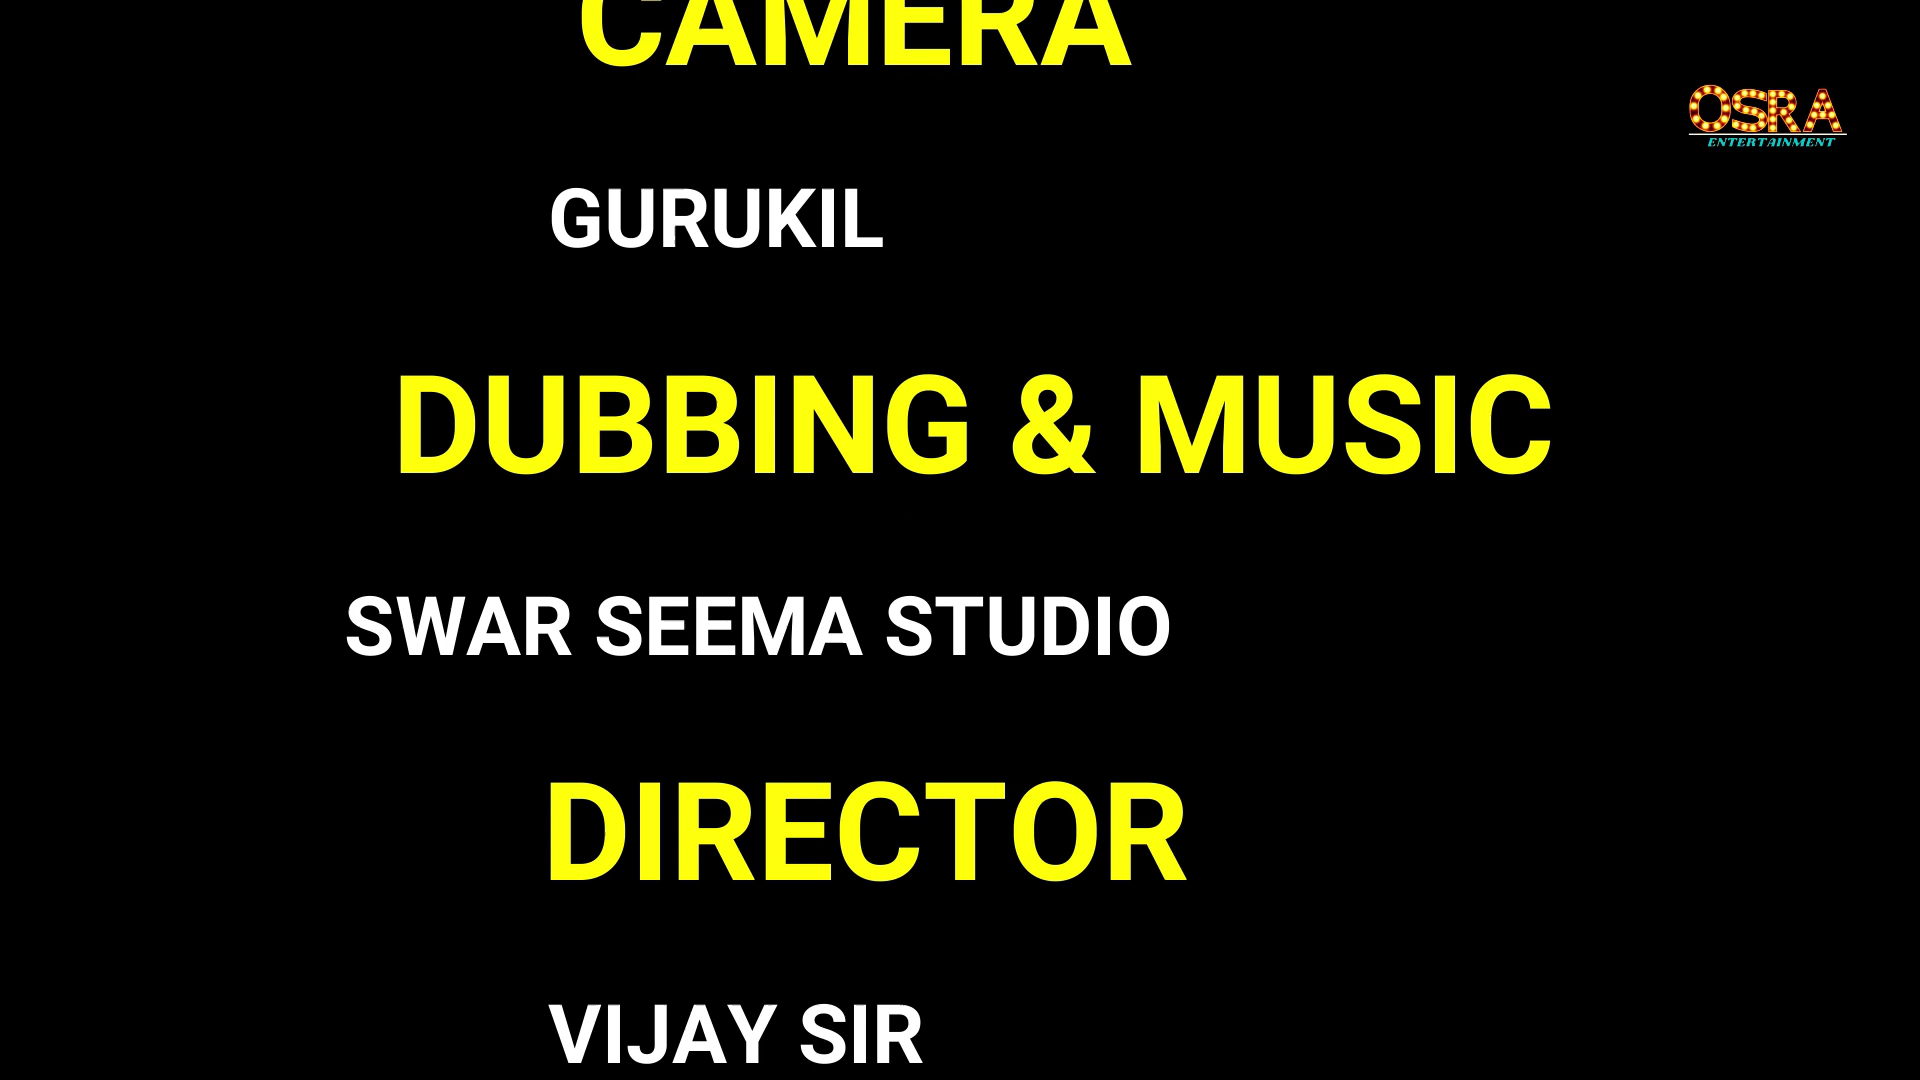 CAMERA
OSRA
ENTERTAINMENT
GURUKIL
DUBBING & MUSIC
SWAR SEEMA STUDIO
DIRECTOR
VIJAY SIR